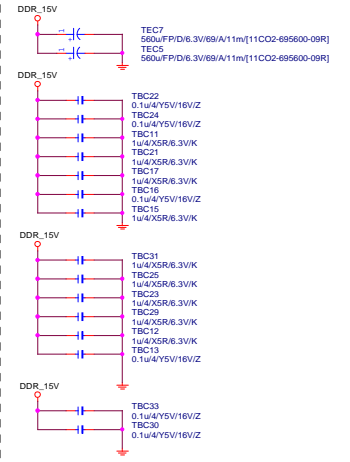 DDR_15V
1
TEC7
560u/FP/D/6.3V/69/A/11m/[11CO2-695600-09R]
1
TEC5
560u/FP/D/6.3V/69/A/11m/[11CO2-695600-09R]
DDR_15V
TBC22
0.1u/4/Y5V/16V/Z
TBC24
0.1u/4/Y5V/16V/Z
TBC11
1u/4/X5R/6.3V/K
TBC21
1u/4/X5R/6.3V/K
TBC17
1u/4/X5R/6.3V/K
TBC16
0.1u/4/Y5V/16V/Z
TBC15
1u/4/X5R/6.3V/K
DDR_15V
TBC31
1u/4/X5R/6.3V/K
TBC25
1u/4/X5R/6.3V/K
TBC23
1u/4/X5R/6.3V/K
TBC29
1u/4/X5R/6.3V/K
TBC12
1u/4/X5R/6.3V/K
TBC13
0.1u/4/Y5V/16V/Z
DDR_15V
TBC33
0.1u/4/Y5V/16V/Z
TBC30
0.1u/4/Y5V/16V/Z